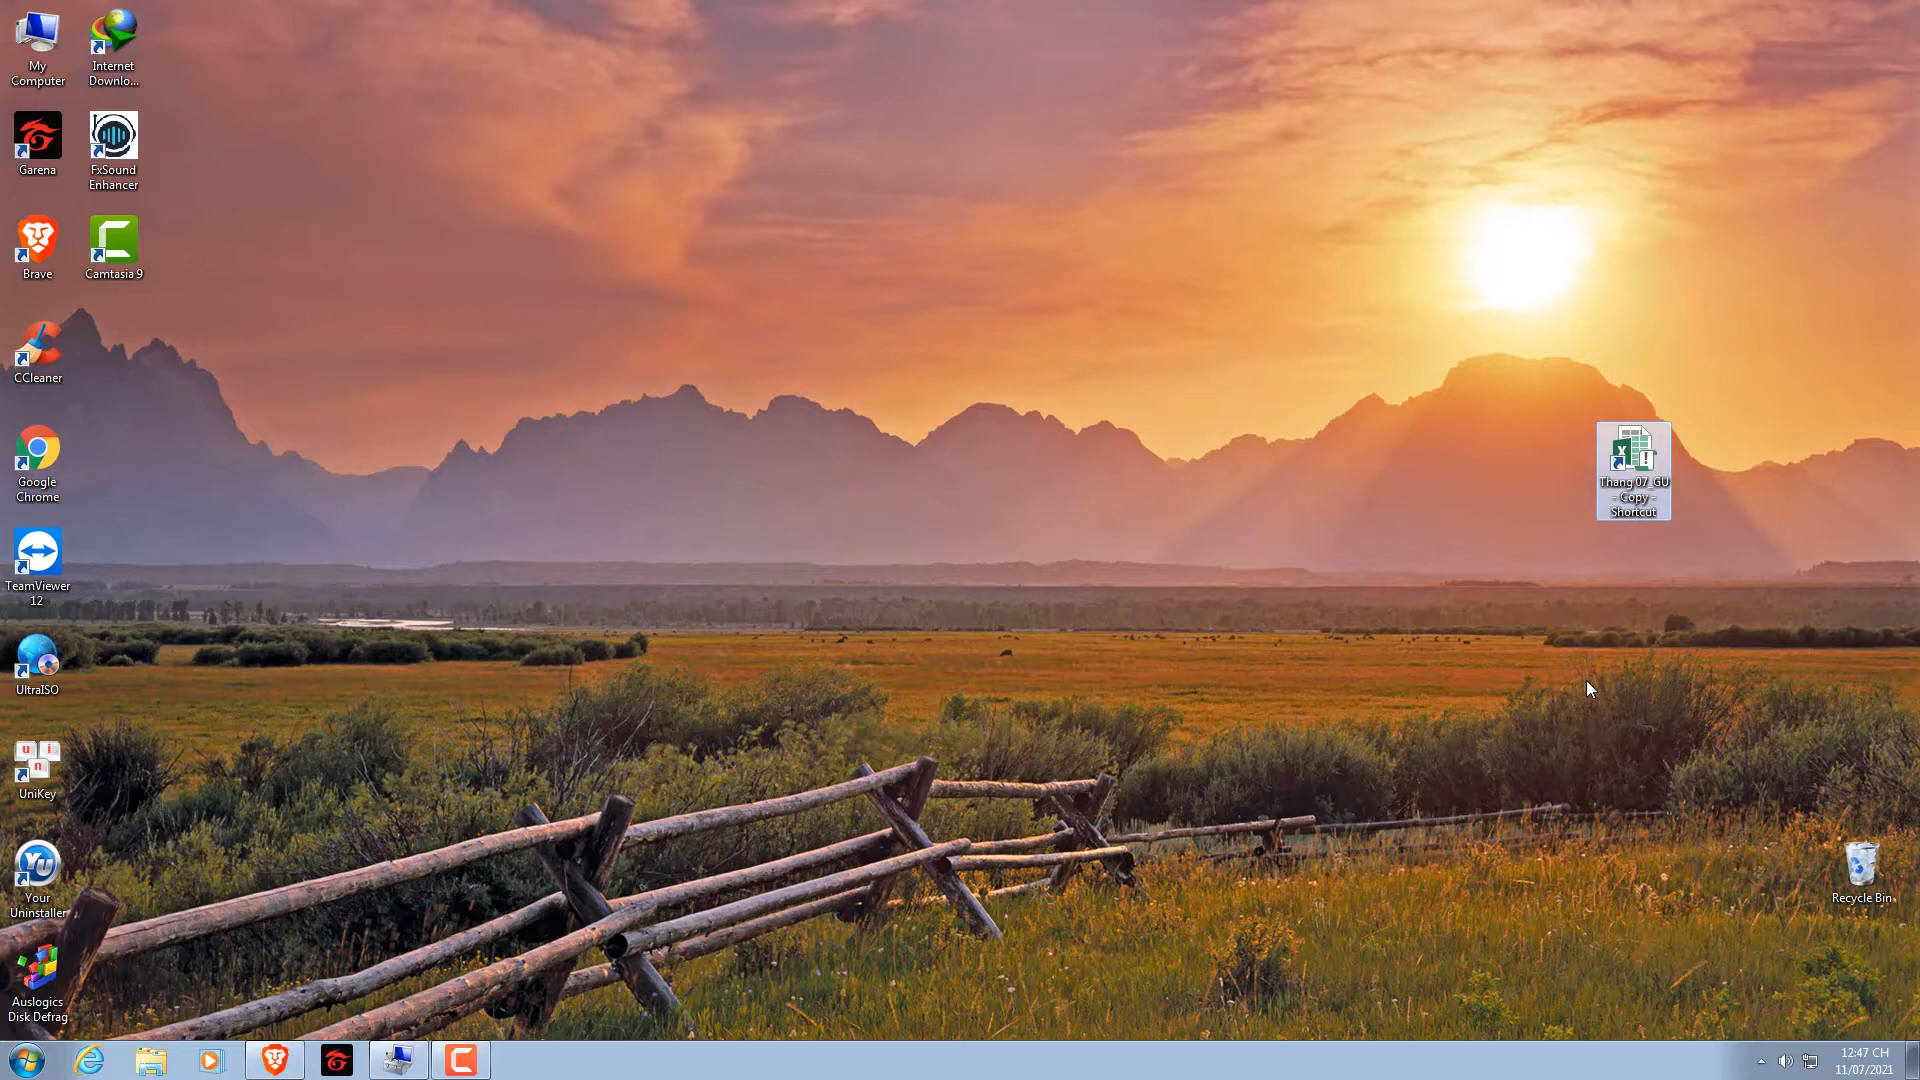 My
Computer
Internet
Downlo...
Garena
FxSound
Enhancer
Brave
Camtasia 9
CCleaner
Google
Chrome
TeamViewer
12
UltraISO
u i
n
UniKey
Yu
Your
Uninstaller
Auslogics
Disk Defrag
X
!
Thang 07_GU
- Copy -
Shortcut
Recycle Bin
12:47 CH
11/07/2021